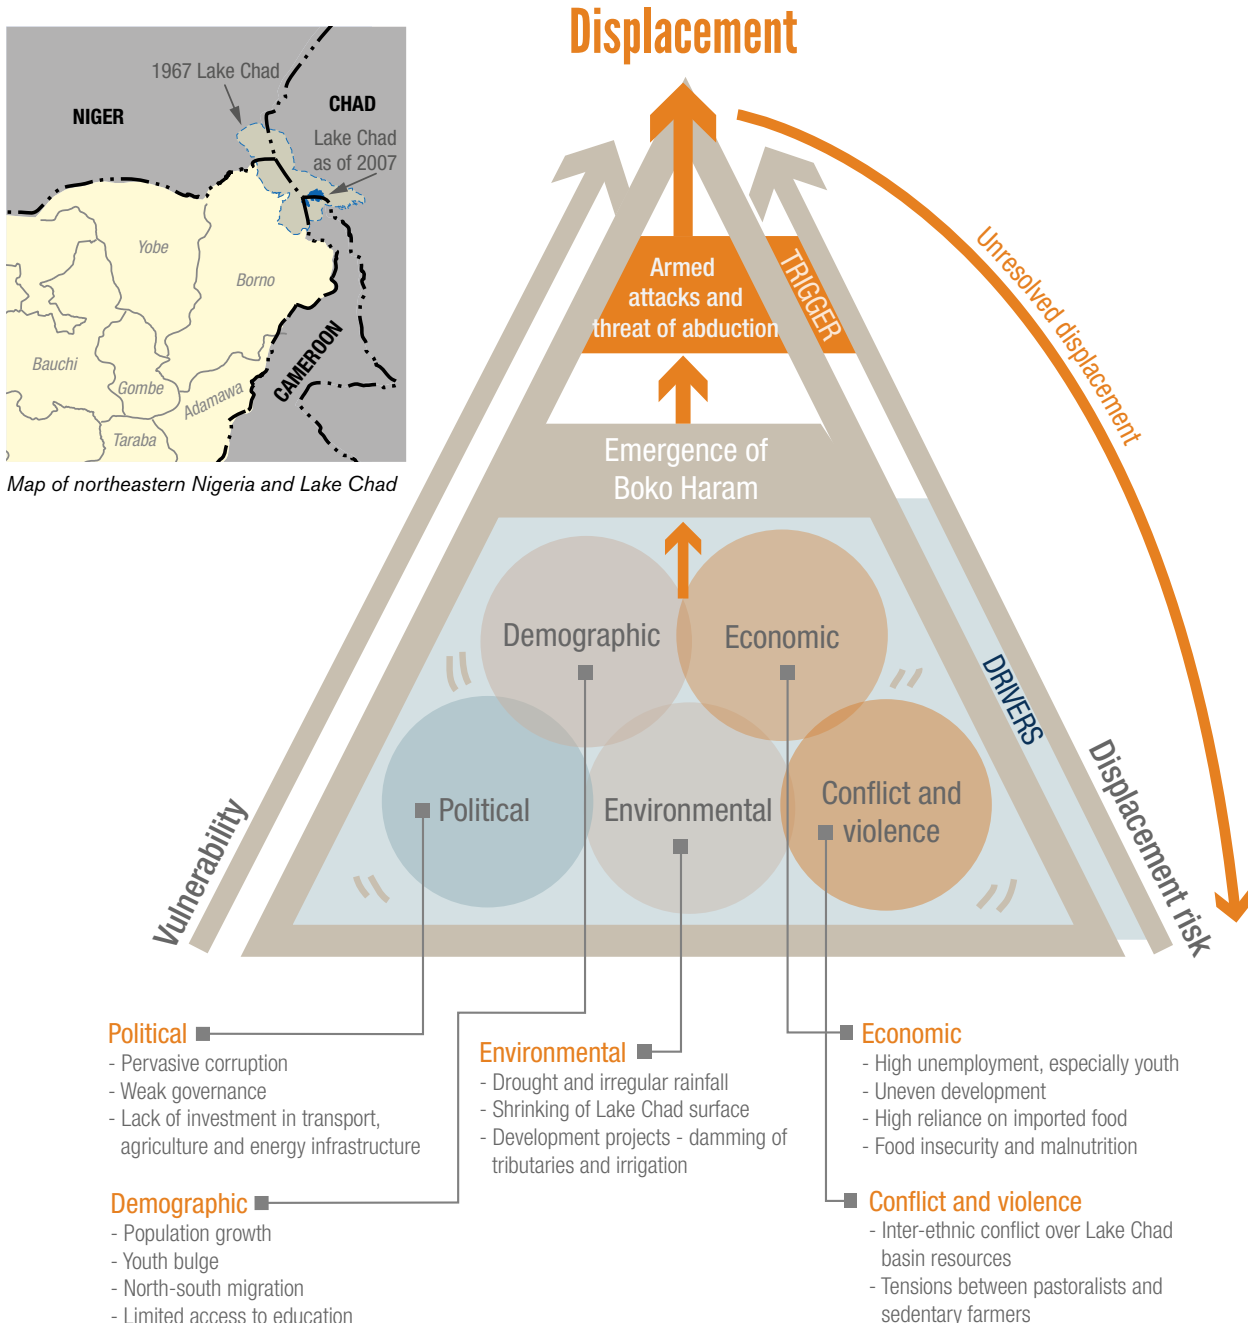 Displacement
1967 Lake Chad
NIGER
CHAD
Lake Chad
as of 2007
Yobe
Borno
Bauchi
Gombe
Adamawa
Taraba
CAMEROON
Map of northeastern Nigeria and Lake Chad
Armed
attacks and
threat of abduction
TRIGGER
Unresolved displacement
Emergence of
Boko Haram
Demographic
Economic
Political
Environmental
Conflict and
violence
DRIVERS
Vulnerability
Displacement risk
Political
- Pervasive corruption
- Weak governance
- Lack of investment in transport,
agriculture and energy infrastructure
Demographic
- Population growth
- Youth bulge
- North-south migration
- Limited access to education
Environmental
- Drought and irregular rainfall
- Shrinking of Lake Chad surface
- Development projects - damming of
tributaries and irrigation
Economic
- High unemployment, especially youth
- Uneven development
- High reliance on imported food
- Food insecurity and malnutrition
Conflict and violence
- Inter-ethnic conflict over Lake Chad
basin resources
- Tensions between pastoralists and
sedentary farmers